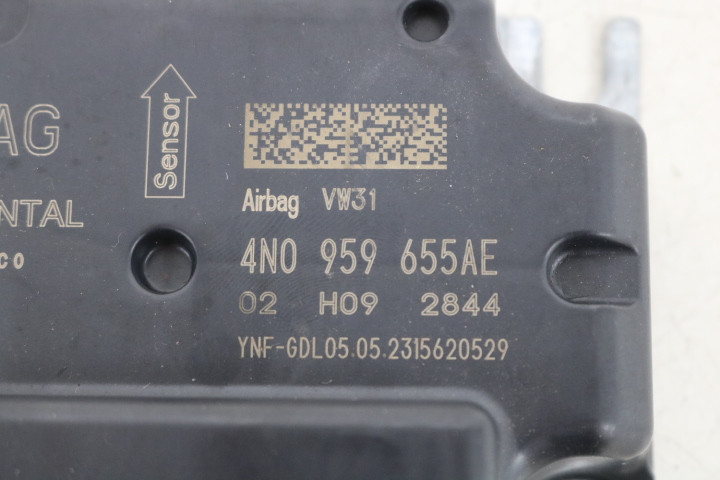 AG
Sensor
Airbag VW31
NTAL
4N0 959 655AE
co
02 H09 2844
YNF-GDL05.05.2315620529